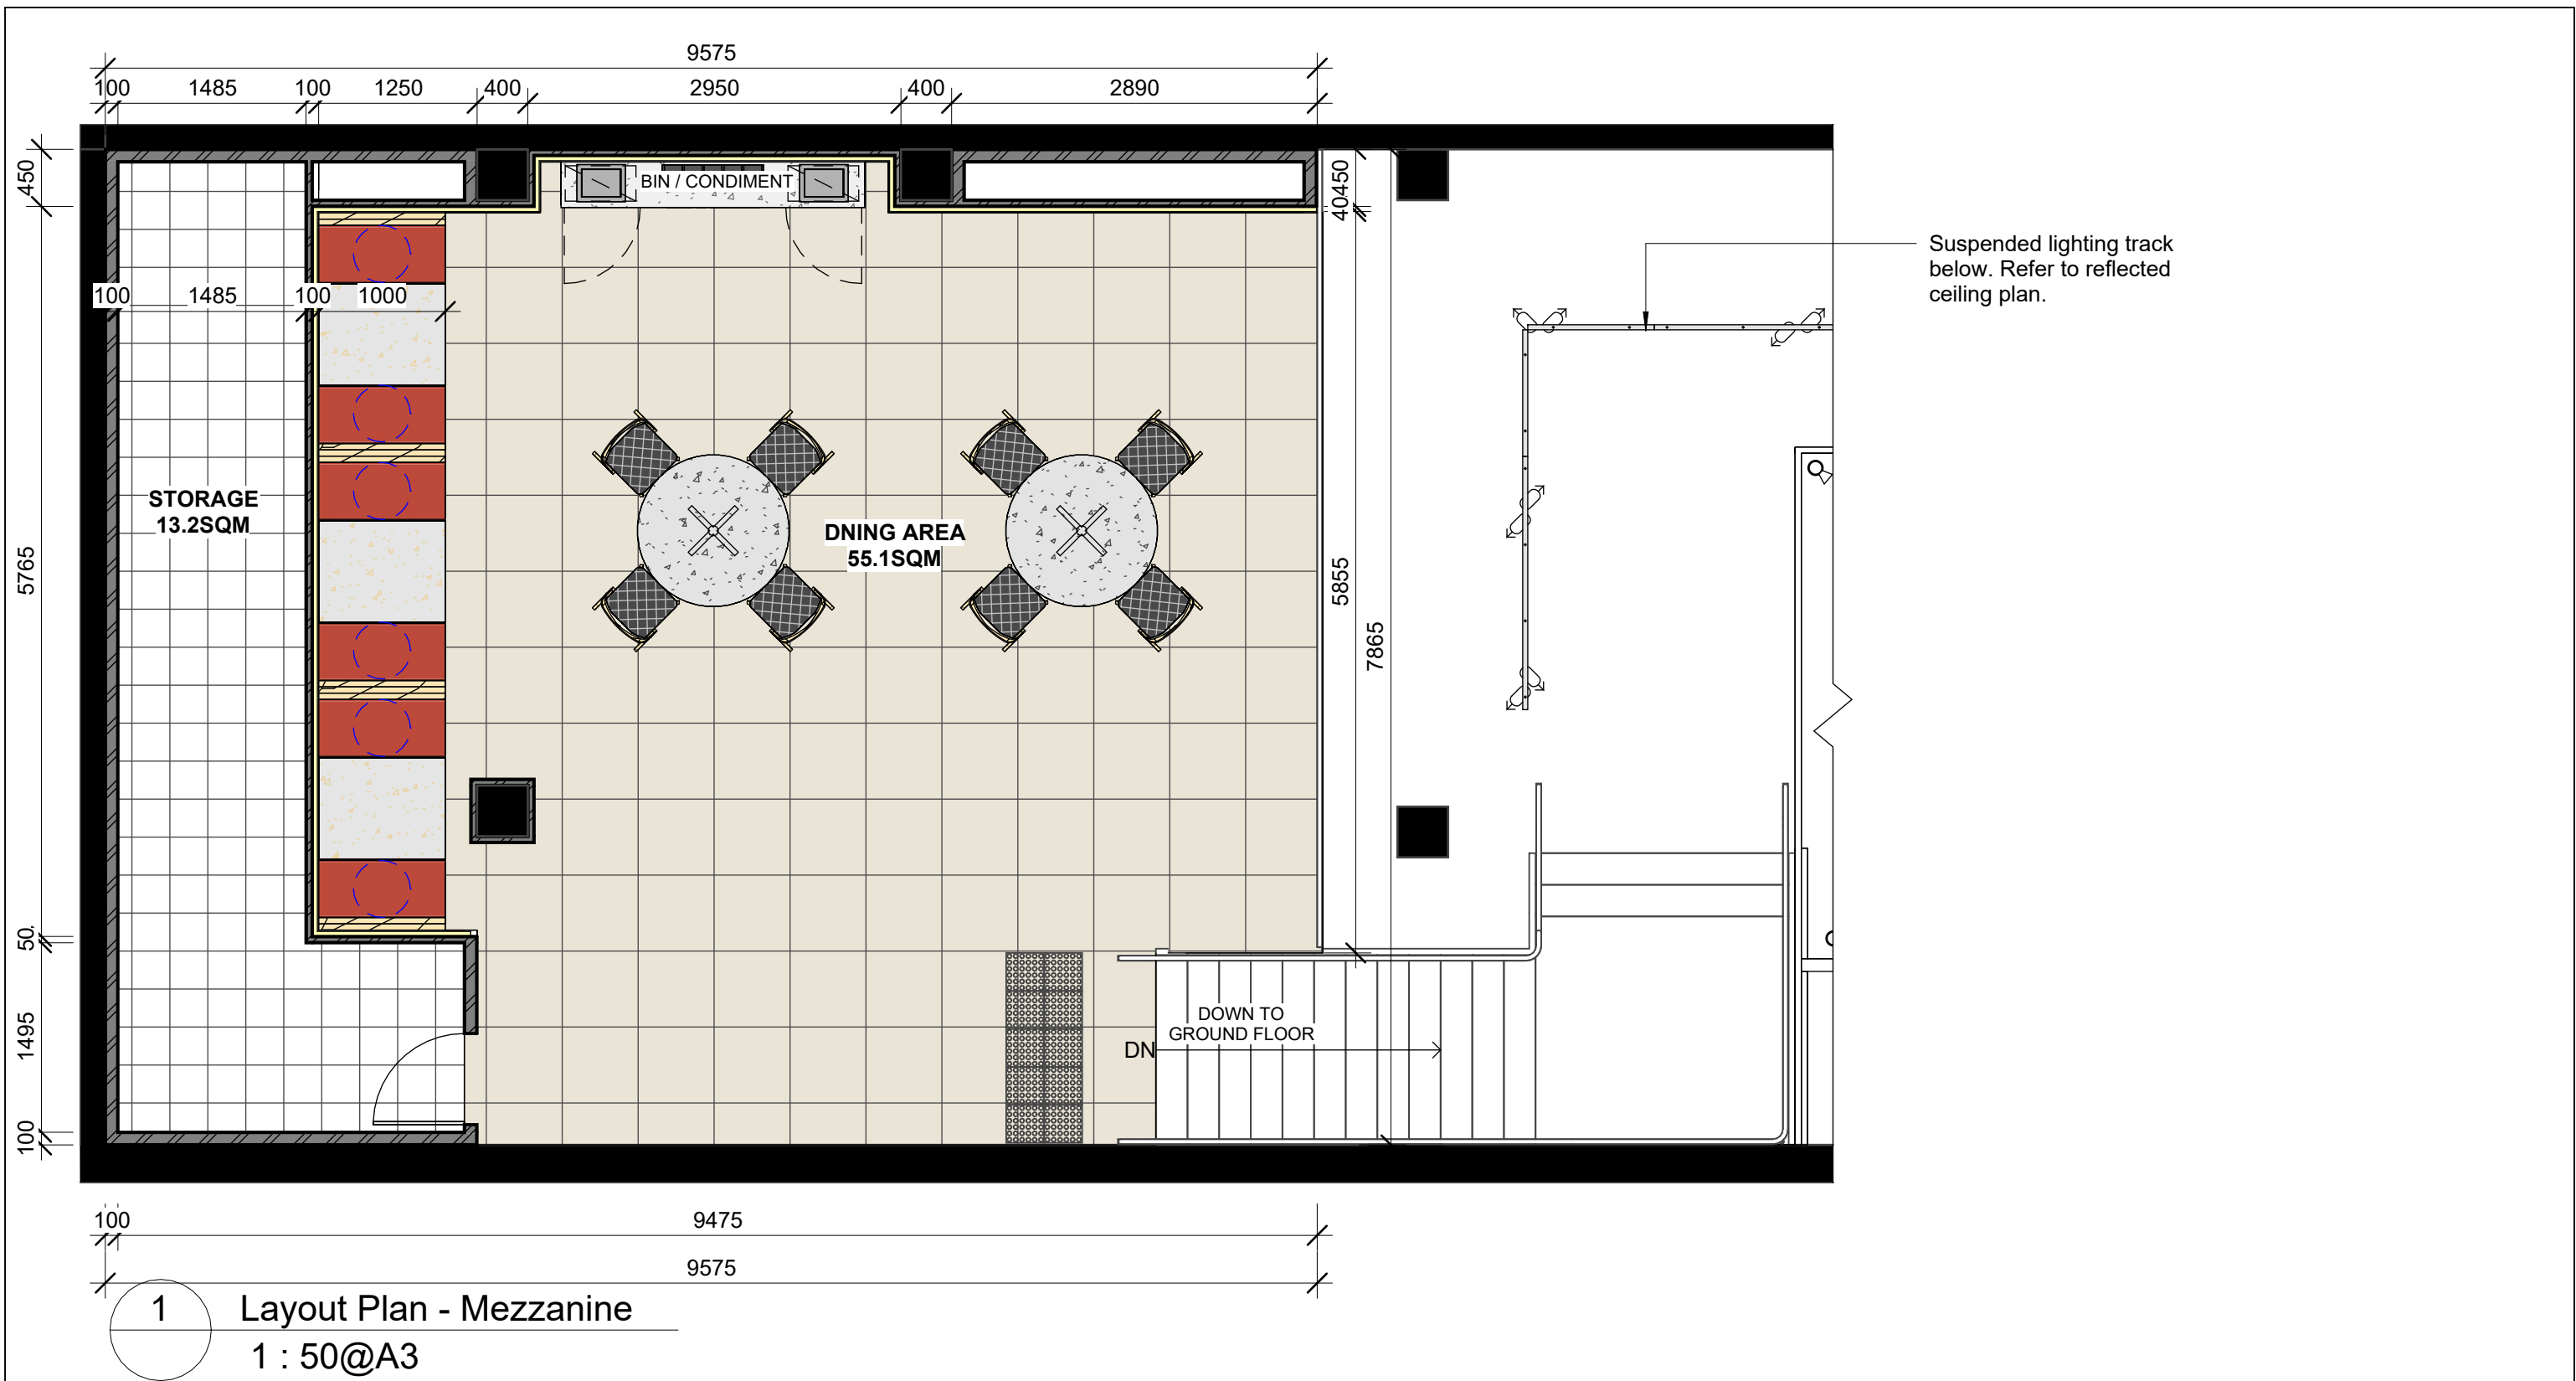 9575
100 1485 100 1250 400 2950 400 2890
450
BIN / CONDIMENT
450
40
Suspended lighting track
below. Refer to reflected
ceiling plan.
100 1485 100 1000
STORAGE
13.2SQM
DNING AREA
55.1SQM
5765
5855
7865
50
1495
100
DOWN TO
GROUND FLOOR
DN
100 9475
9575
1 Layout Plan - Mezzanine
1 : 50@A3